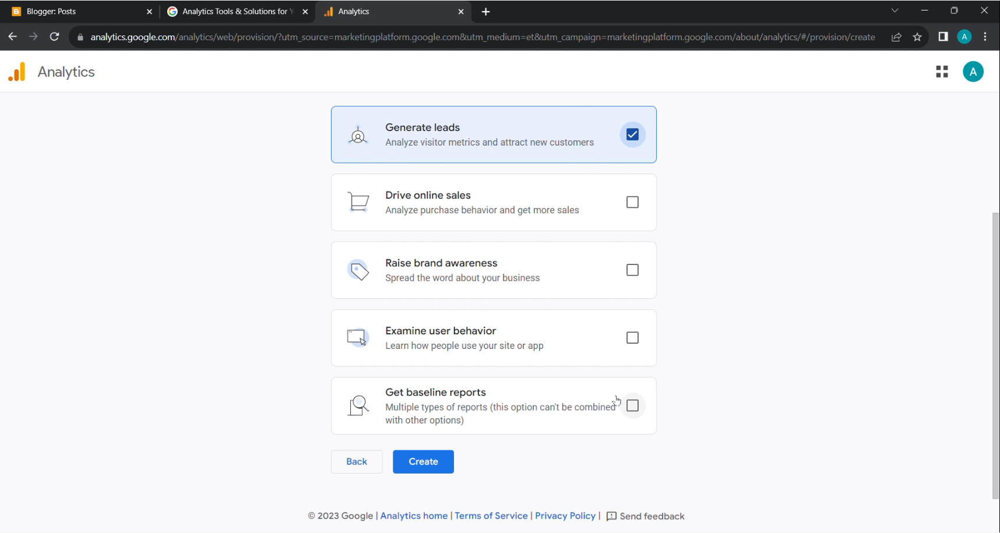 Blogger: Posts
Analytics Tools & Solutions for Y
Analytics
analytics.google.com/analytics/web/provision/?utm_source=marketingplatform.google.com&utm_medium=et&utm_campaign=marketingplatform.google.com/about/analytics/#/provision/create
A
Analytics
A
Generate leads
Analyze visitor metrics and attract new customers
Drive online sales
Analyze purchase behavior and get more sales
Raise brand awareness
Spread the word about your business
Examine user behavior
Learn how people use your site or app
Get baseline reports
Multiple types of reports (this option can't be combined
with other options)
Back
Create
© 2023 Google | Analytics home | Terms of Service | Privacy Policy | Send feedback